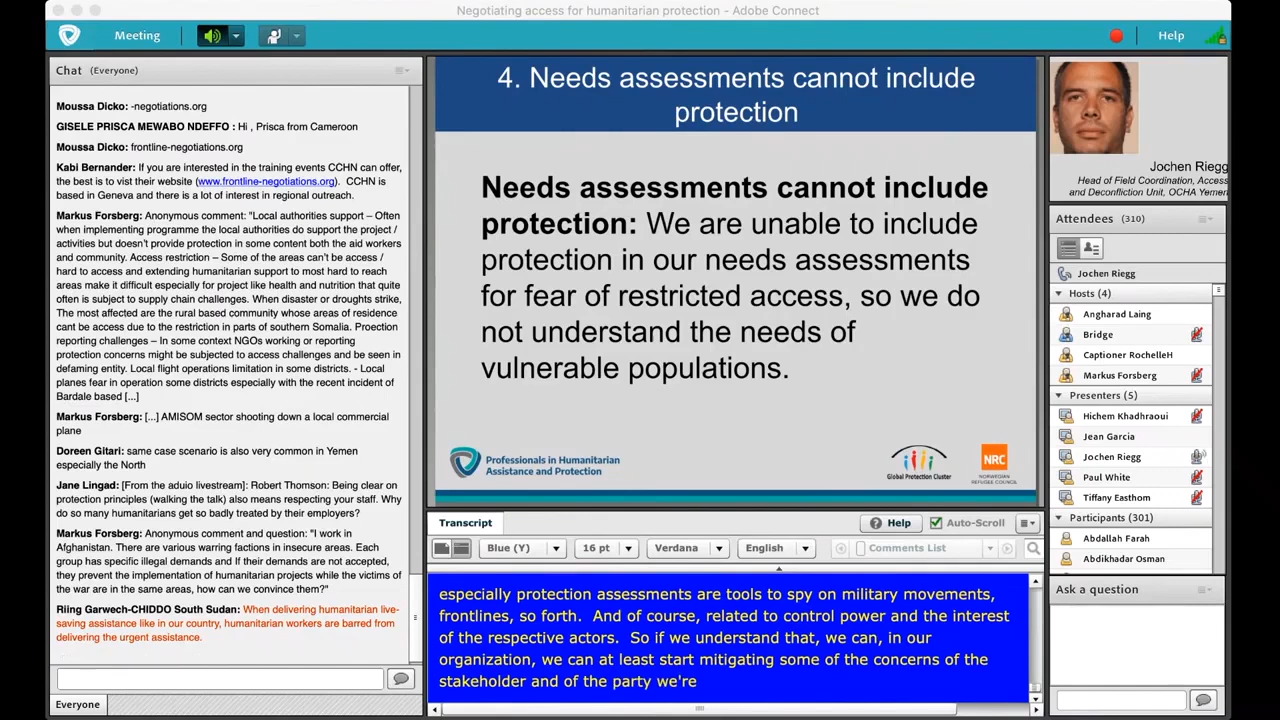 Negotiating access for humanitarian protection - Adobe Connect
Meeting
Help
Chat (Everyone)
Moussa Dicko: -negotiations.org
GISELE PRISCA MEWABO NDEFFO : Hi , Prisca from Cameroon
Moussa Dicko: frontline-negotiations.org
Kabi Bernander: If you are interested in the training events CCHN can offer,
the best is to vist their website (www.frontline-negotiations.org). CCHN is
based in Geneva and there is a lot of interest in regional outreach.
Markus Forsberg: Anonymous comment: "Local authorities support – Often
when implementing programme the local authorities do support the project /
activities but doesn't provide protection in some content both the aid workers
and community. Access restriction – Some of the areas can't be access /
hard to access and extending humanitarian support to most hard to reach
areas make it difficult especially for project like health and nutrition that quite
often is subject to supply chain challenges. When disaster or droughts strike,
The most affected are the rural based community whose areas of residence
cant be access due to the restriction in parts of southern Somalia. Proection
reporting challenges – In some context NGOs working or reporting
protection concerns might be subjected to access challenges and be seen in
defaming entity. Local flight operations limitation in some districts. - Local
planes fear in operation some districts especially with the recent incident of
Bardale based [...]
Markus Forsberg: [...] AMISOM sector shooting down a local commercial
plane
Doreen Gitari: same case scenario is also very common in Yemen
especially the North
Jane Lingad: [From the aduio livestream]: Robert Thomson: Being clear on
protection principles (walking the talk) also means respecting your staff. Why
do so many humanitarians get so badly treated by their employers?
Markus Forsberg: Anonymous comment and question: "I work in
Afghanistan. There are various warring factions in insecure areas. Each
group has specific illegal demands and If their demands are not accepted,
they prevent the implementation of humanitarian projects while the victims of
the war are in the same areas, how can we convince them?"
Riing Garwech-CHIDDO South Sudan: When delivering humanitarian live-
saving assistance like in our country, humanitarian workers are barred from
delivering the urgent assistance.
Everyone
4. Needs assessments cannot include
protection
Needs assessments cannot include
protection: We are unable to include
protection in our needs assessments
for fear of restricted access, so we do
not understand the needs of
vulnerable populations.
Professionals in Humanitarian
Assistance and Protection
Global Protection Cluster
NRC
NORWEGIAN
REFUGEE COUNCIL
Transcript
Help
Auto-Scroll
Blue (Y)
16 pt
Verdana
English
Comments List
especially protection assessments are tools to spy on military movements,
frontlines, so forth. And of course, related to control power and the interest
of the respective actors. So if we understand that, we can, in our
organization, we can at least start mitigating some of the concerns of the
stakeholder and of the party we're
Jochen Riegg
Head of Field Coordination, Access
and Deconfliction Unit, OCHA Yemen
Attendees (310)
Jochen Riegg
Hosts (4)
Angharad Laing
Bridge
Captioner RochelleH
Markus Forsberg
Presenters (5)
Hichem Khadhraoui
Jean Garcia
Jochen Riegg
Paul White
Tiffany Easthom
Participants (301)
Abdallah Farah
Abdikhadar Osman
Ask a question